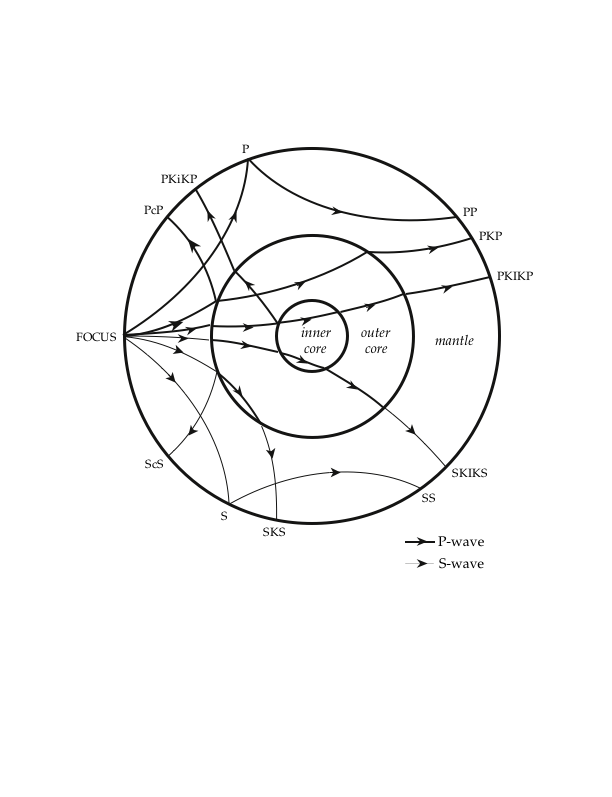 P
PKiKP
PcP
PP
PKP
PKIKP
FOCUS
inner
core
outer
core
mantle
ScS
SKIKS
SS
S
SKS
P-wave
S-wave